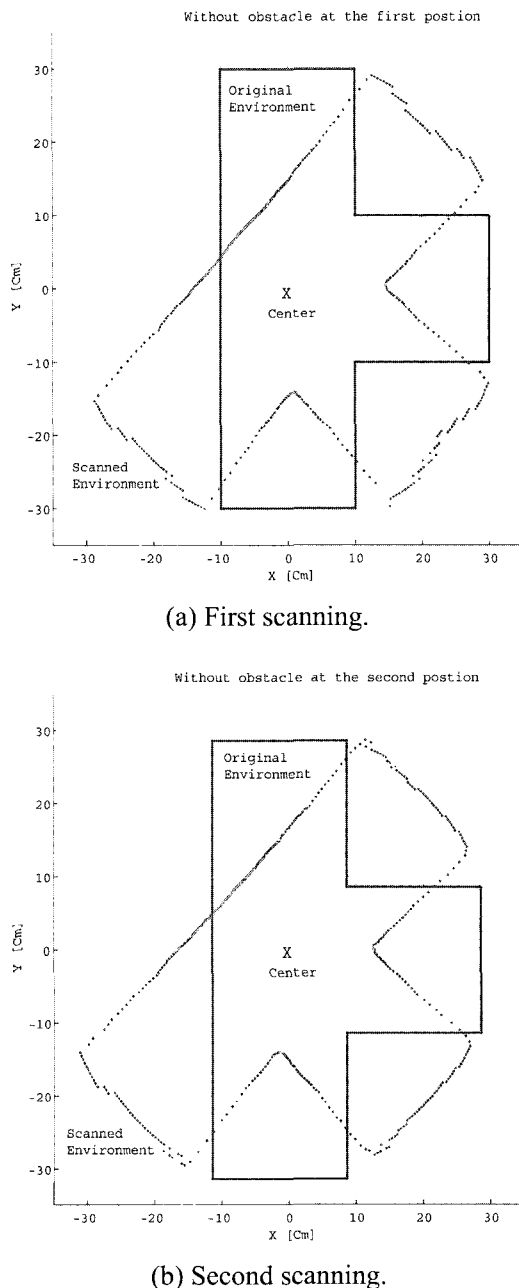 Without obstacle at the first postion
30
20
10
0
-10
-20
-30
Y [Cm]
Original
Environment
X
Center
Scanned
Environment
-30 -20 -10 0 10 20 30
X [Cm]
(a) First scanning.
Without obstacle at the second postion
30
20
10
0
-10
-20
-30
Y [Cm]
Original
Environment
X
Center
Scanned
Environment
-30 -20 -10 0 10 20 30
X [Cm]
(b) Second scanning.